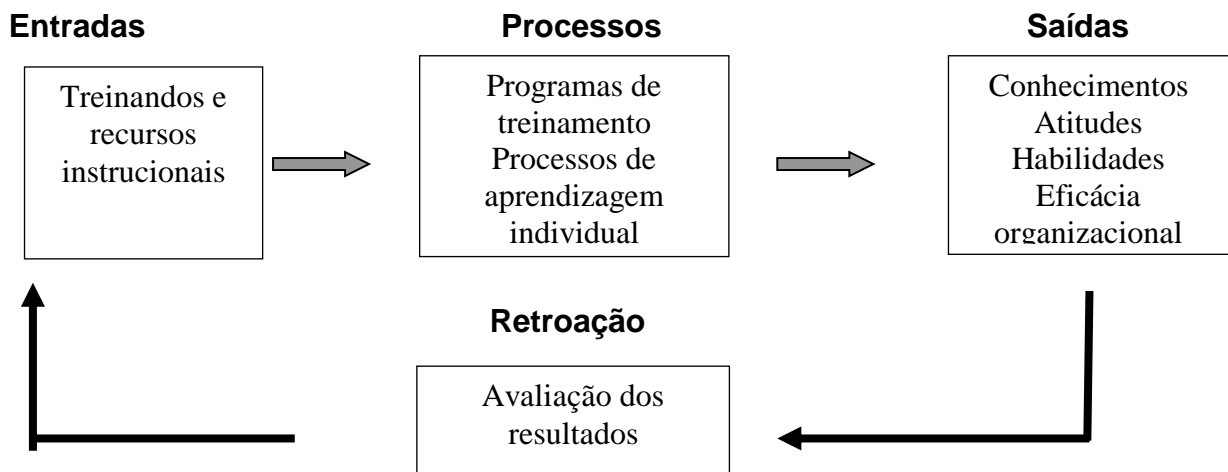 Entradas
Processos
Saídas
Treinandos e
recursos
instrucionais
Programas de
treinamento
Processos de
aprendizagem
individual
Conhecimentos
Atitudes
Habilidades
Eficácia
organizacional
Retroação
Avaliação dos
resultados